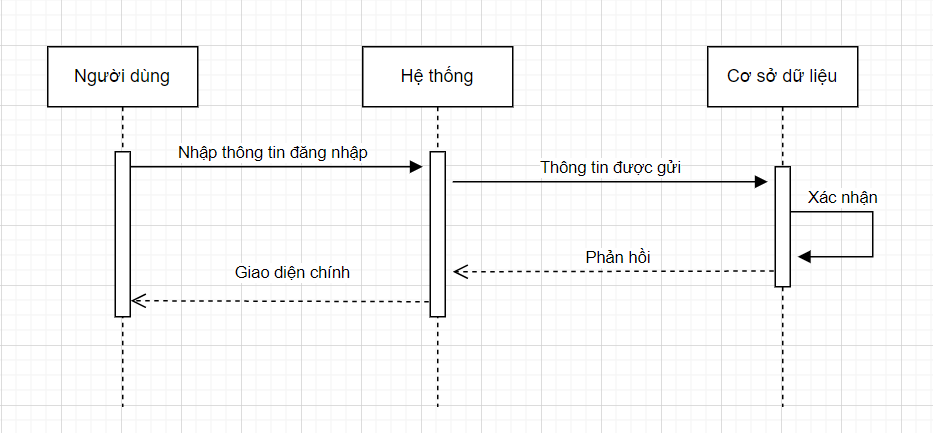 Người dùng
Hệ thống
Cơ sở dữ liệu
Nhập thông tin đăng nhập
Thông tin được gửi
Xác nhận
Phản hồi
Giao diện chính